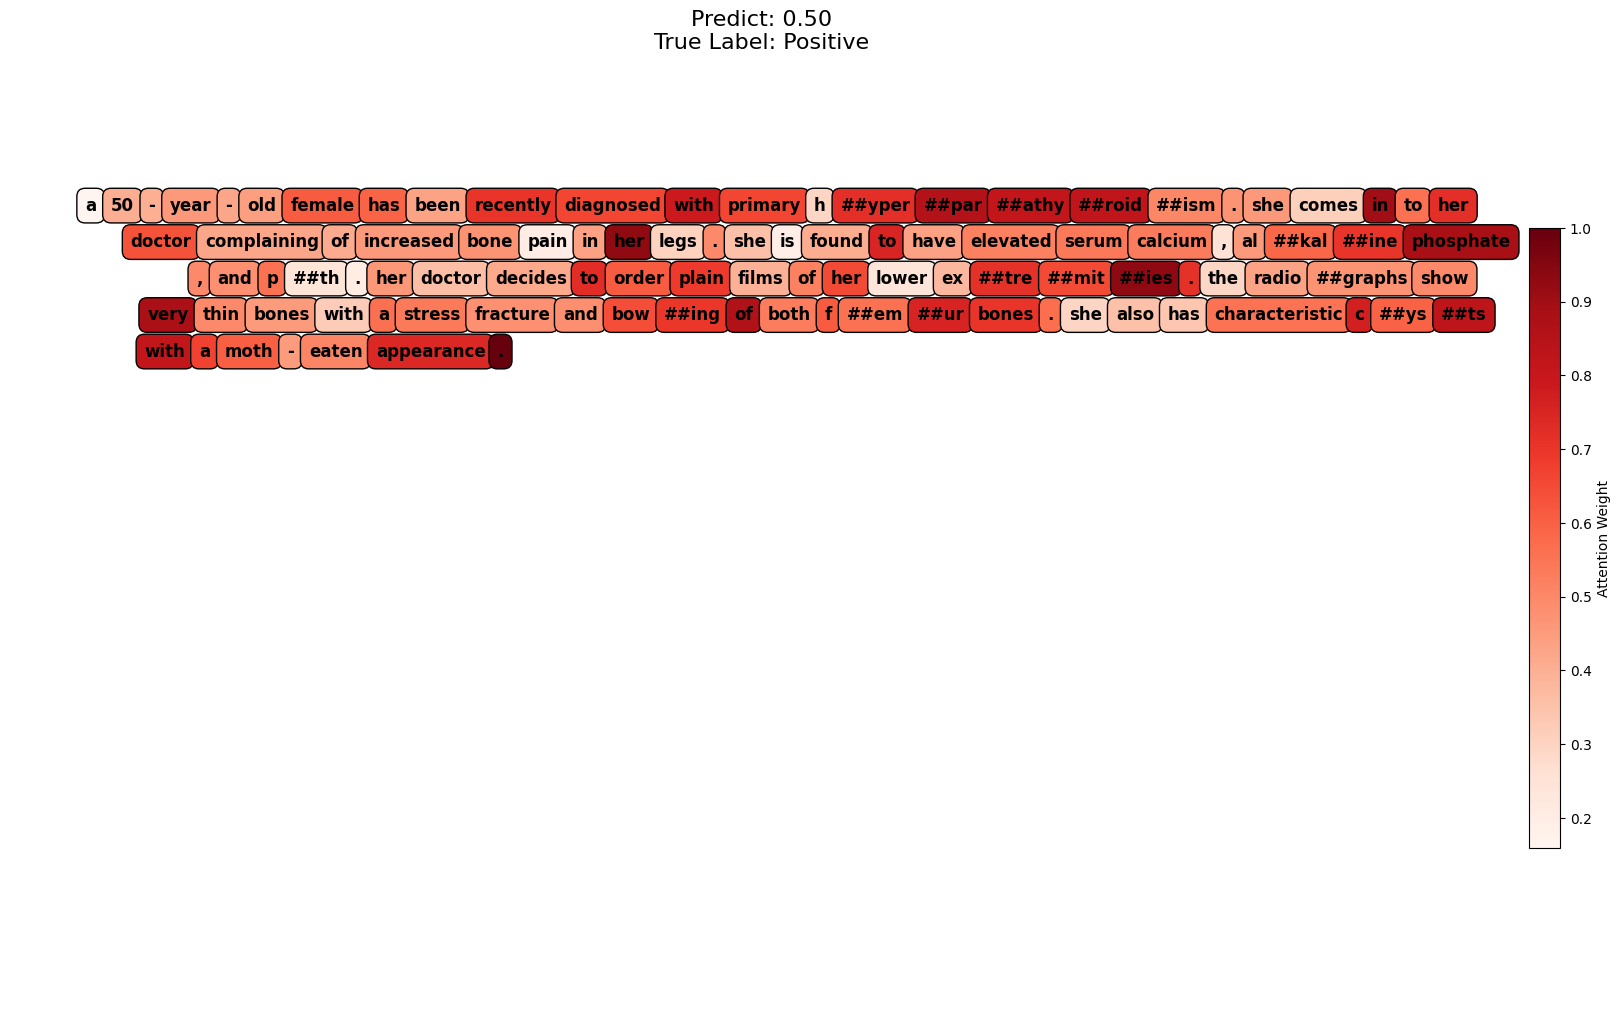 Predict: 0.50
True Label: Positive
a 50 - year - old female has been recently diagnosed with primary h ##yper ##par ##athy ##roid ##ism . she comes in to her
doctor complaining of increased bone pain in her legs . she is found to have elevated serum calcium , al ##kal ##ine phosphate
, and p ##th . her doctor decides to order plain films of her lower ex ##tre ##mit ##ies . the radio ##graphs show
very thin bones with a stress fracture and bow ##ing of both f ##em ##ur bones . she also has characteristic c ##ys ##ts
with a moth - eaten appearance .
1.0
0.9
0.8
0.7
0.6
0.5
0.4
0.3
0.2
Attention Weight